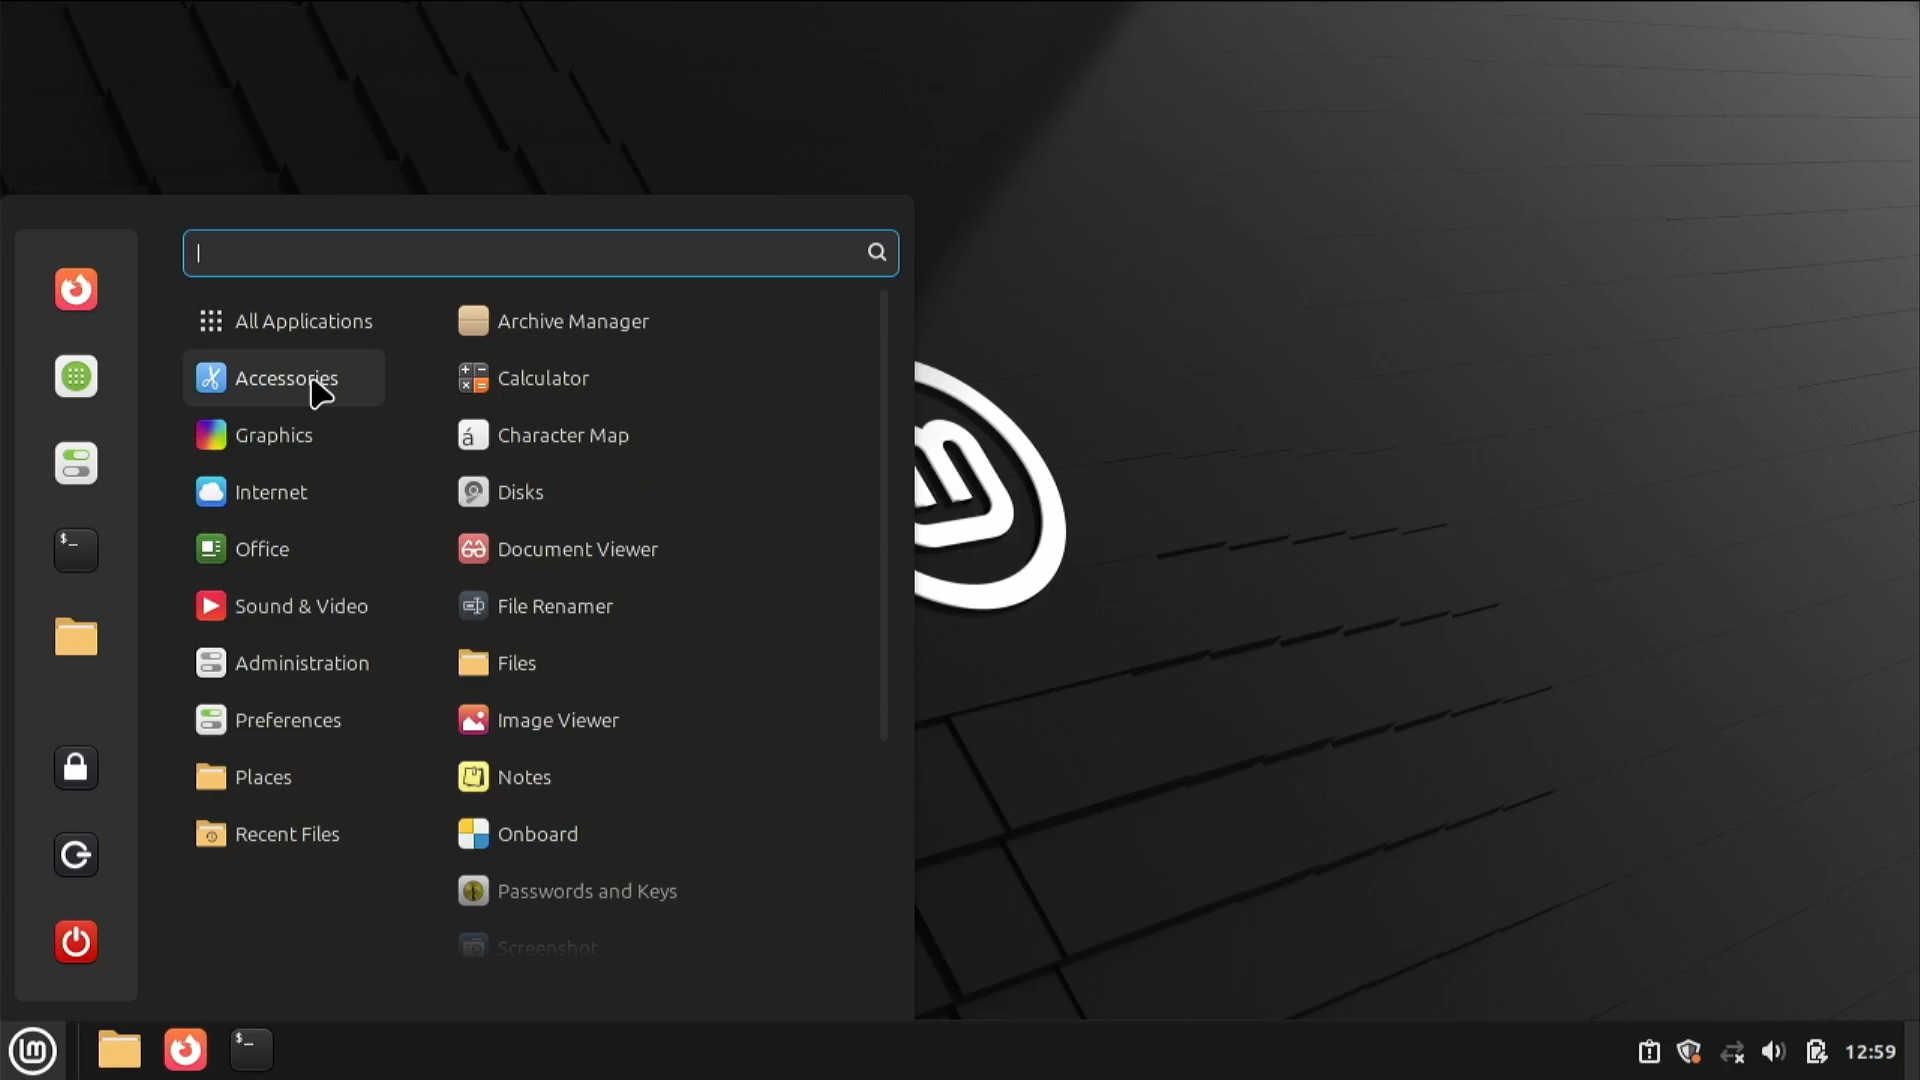 All Applications
Accessories
Graphics
Internet
Office
Sound & Video
Administration
Preferences
Places
Recent Files
Archive Manager
Calculator
Character Map
Disks
Document Viewer
File Renamer
Files
Image Viewer
Notes
Onboard
Passwords and Keys
Screenshot
12:59